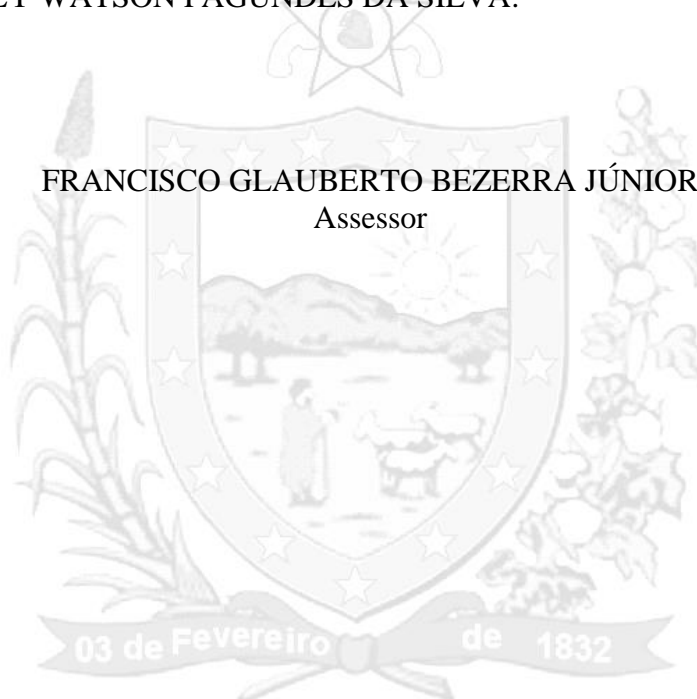 WATSON FAGUNDES DA SILVA.
FRANCISCO GLAUBERTO BEZERRA JÚNIOR
Assessor
03 de Fevereiro de 1832